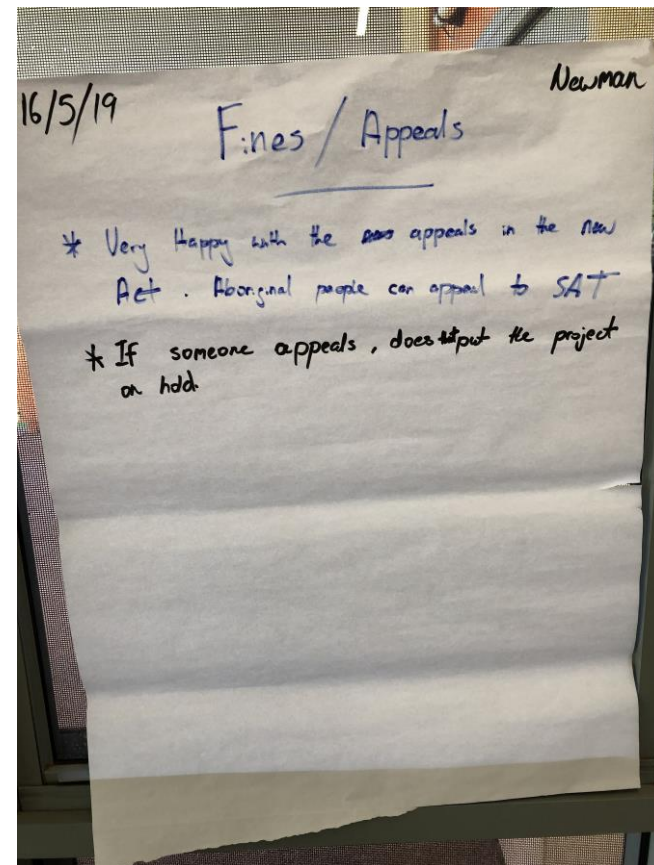 16/5/19
Newman
Fines / Appeals
* Very Happy with the appeals in the new
Act. Aboriginal people can appeal to SAT
* If someone appeals, does it put the project
on hold